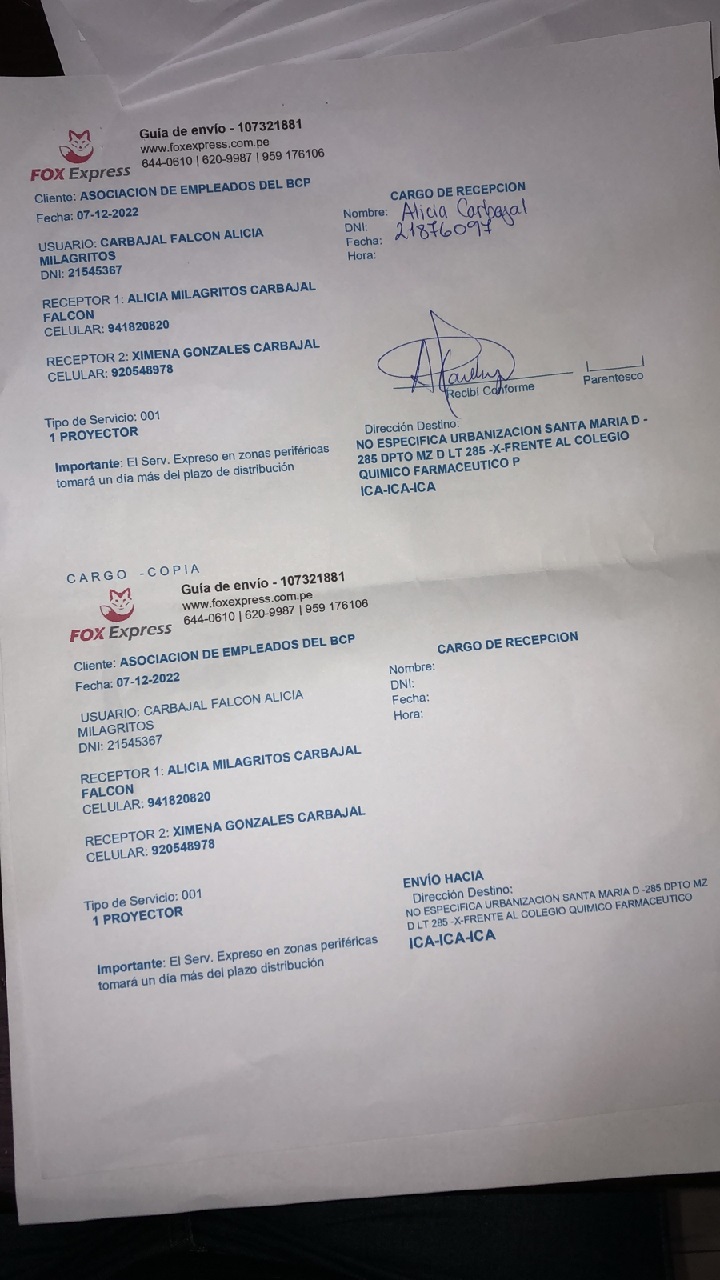 FOX Express
Guía de envío - 107321881
www.foxexpress.com.pe
644-0610 | 620-9987 | 959 176106
Cliente: ASOCIACION DE EMPLEADOS DEL BCP
Fecha: 07-12-2022
USUARIO: CARBAJAL FALCON ALICIA
MILAGRITOS
DNI: 21545367
RECEPTOR 1: ALICIA MILAGRITOS CARBAJAL
FALCON
CELULAR: 941820820
RECEPTOR 2: XIMENA GONZALES CARBAJAL
CELULAR: 920548978
Tipo de Servicio: 001
1 PROYECTOR
Importante: El Serv. Expreso en zonas periféricas
tomará un día más del plazo de distribución
CARGO DE RECEPCION
Nombre: Alicia Carbajal
DNI: 21876097
Fecha:
Hora:
Recibi Conforme
Parentesco
Dirección Destino:
NO ESPECIFICA URBANIZACION SANTA MARIA D -
285 DPTO MZ D LT 285 -X-FRENTE AL COLEGIO
QUIMICO FARMACEUTICO P
ICA-ICA-ICA
CARGO - COPIA
FOX Express
Guía de envío - 107321881
www.foxexpress.com.pe
644-0610 | 620-9987 | 959 176106
Cliente: ASOCIACION DE EMPLEADOS DEL BCP
Fecha: 07-12-2022
USUARIO: CARBAJAL FALCON ALICIA
MILAGRITOS
DNI: 21545367
RECEPTOR 1: ALICIA MILAGRITOS CARBAJAL
FALCON
CELULAR: 941820820
RECEPTOR 2: XIMENA GONZALES CARBAJAL
CELULAR: 920548978
Tipo de Servicio: 001
1 PROYECTOR
Importante: El Serv. Expreso en zonas periféricas
tomará un día más del plazo distribución
CARGO DE RECEPCION
Nombre:
DNI:
Fecha:
Hora:
ENVÍO HACIA
Dirección Destino:
NO ESPECIFICA URBANIZACION SANTA MARIA D -285 DPTO MZ
D LT 285 -X-FRENTE AL COLEGIO QUIMICO FARMACEUTICO
ICA-ICA-ICA